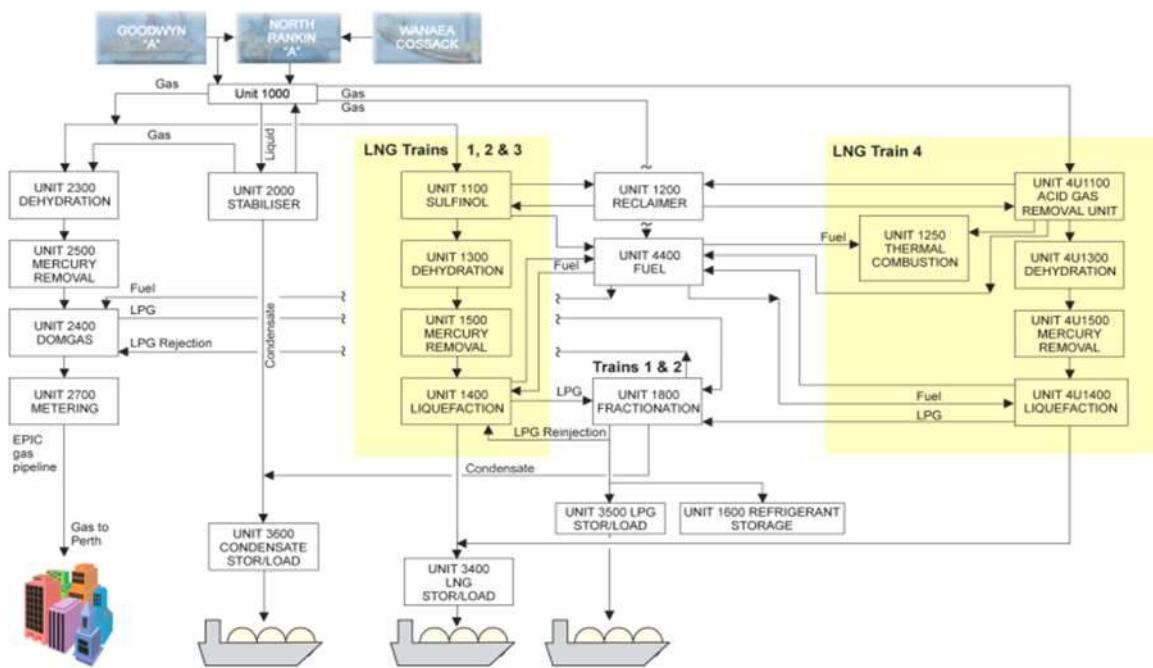 GOODWYN
"A"
NORTH
RANKIN
"A"
WANAEA
COSSACK
Gas
Unit 1000
Gas
Gas
Gas
Liquid
LNG Trains 1, 2 & 3
LNG Train 4
UNIT 2300
DEHYDRATION
UNIT 2000
STABILISER
UNIT 1100
SULFINOL
UNIT 1200
RECLAIMER
UNIT 4U1100
ACID GAS
REMOVAL UNIT
UNIT 2500
MERCURY
REMOVAL
UNIT 1300
DEHYDRATION
Fuel
UNIT 4400
FUEL
Fuel
UNIT 1250
THERMAL
COMBUSTION
UNIT 4U1300
DEHYDRATION
Fuel
LPG
UNIT 2400
DOMGAS
LPG Rejection
Condensate
UNIT 1500
MERCURY
REMOVAL
UNIT 4U1500
MERCURY
REMOVAL
Trains 1 & 2
UNIT 2700
METERING
UNIT 1400
LIQUEFACTION
LPG
UNIT 1800
FRACTIONATION
Fuel
LPG
UNIT 4U1400
LIQUEFACTION
EPIC
gas
pipeline
LPG Reinjection
Condensate
Gas to
Perth
UNIT 3600
CONDENSATE
STOR/LOAD
UNIT 3500 LPG
STOR/LOAD
UNIT 1600 REFRIGERANT
STORAGE
UNIT 3400
LNG
STOR/LOAD